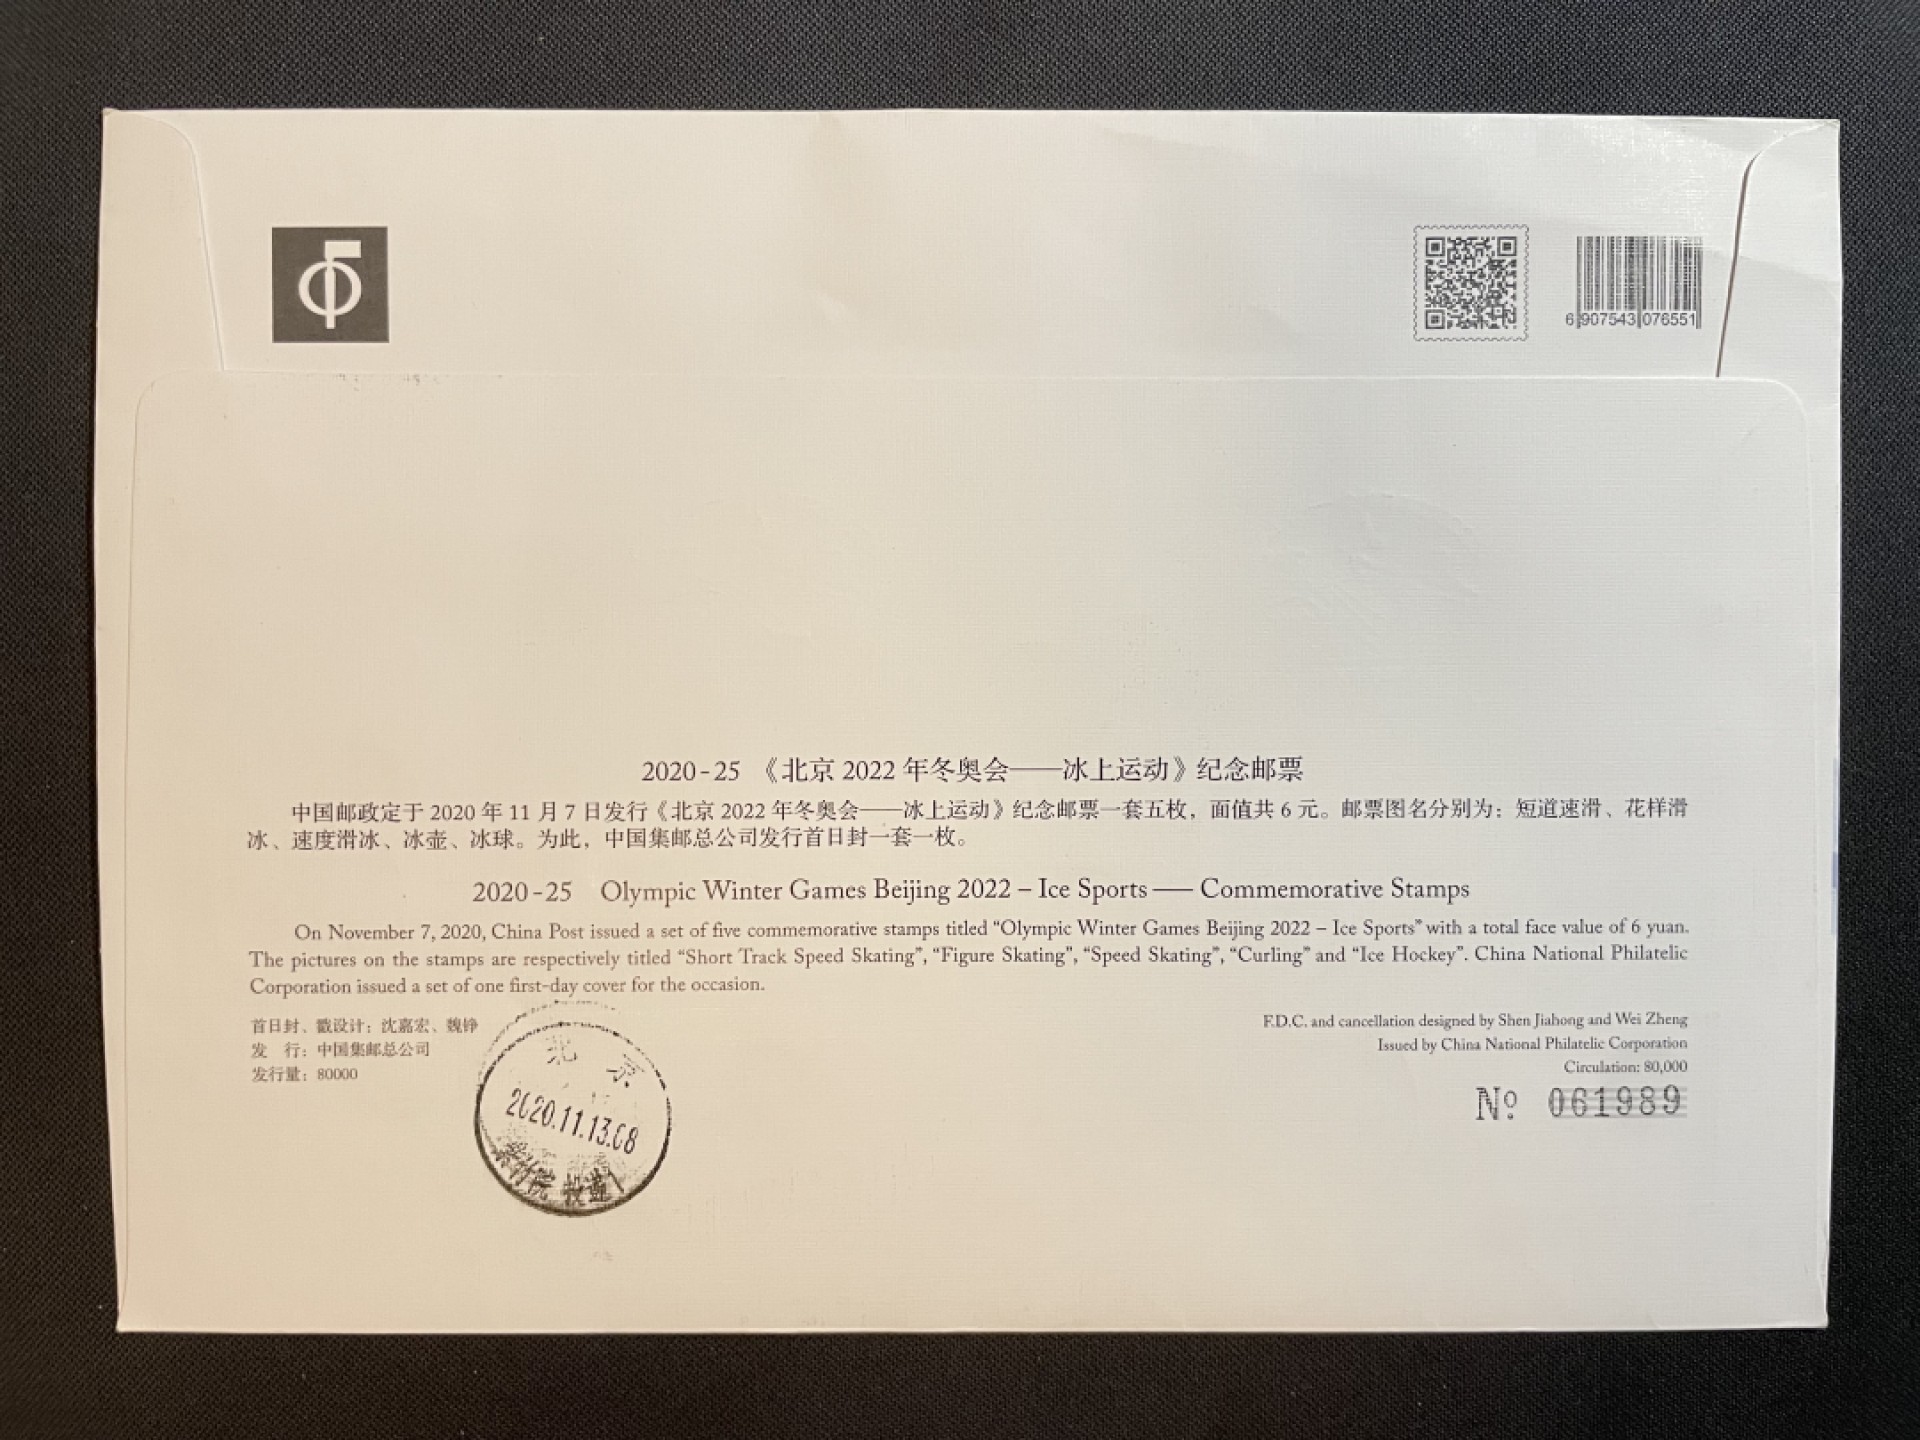 6 907543 076551
2020-25 《北京 2022 年冬奥会——冰上运动》纪念邮票
中国邮政定于 2020 年 11 月 7 日发行《北京 2022 年冬奥会——冰上运动》纪念邮票一套五枚，面值共 6 元。邮票图名分别为：短道速滑、花样滑
冰、速度滑冰、冰壶、冰球。为此，中国集邮总公司发行首日封一套一枚。
2020-25 Olympic Winter Games Beijing 2022 – Ice Sports —— Commemorative Stamps
On November 7, 2020, China Post issued a set of five commemorative stamps titled “Olympic Winter Games Beijing 2022 – Ice Sports” with a total face value of 6 yuan.
The pictures on the stamps are respectively titled “Short Track Speed Skating”, “Figure Skating”, “Speed Skating”, “Curling” and “Ice Hockey”. China National Philatelic
Corporation issued a set of one first-day cover for the occasion.
首日封、戳设计：沈嘉宏、魏铮
发 行：中国集邮总公司
发行量：80000
F.D.C. and cancellation designed by Shen Jiahong and Wei Zheng
Issued by China National Philatelic Corporation
Circulation: 80,000
№ 061989
北京
2020.11.13.08